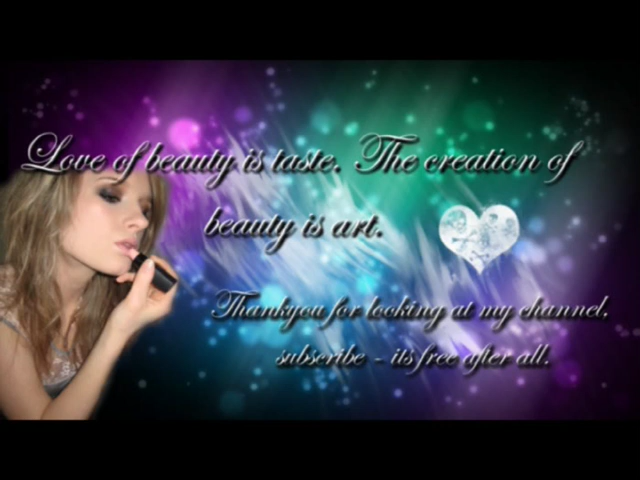 Love of beauty is taste. The creation of
beauty is art.
Thankyou for looking at my channel,
subscribe - its free after all.